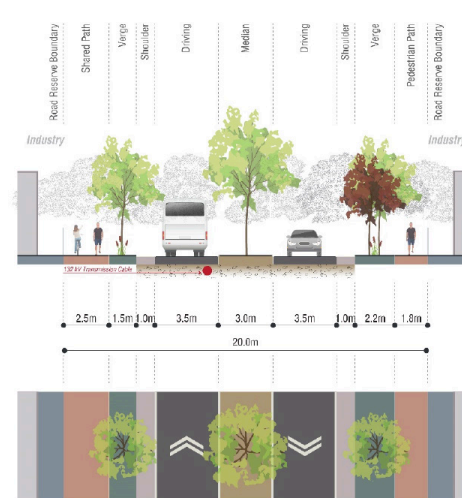 Road Reserve Boundary
Shared Path
Verge
Shoulder
Driving
Median
Driving
Shoulder
Verge
Pedestrian Path
Road Reserve Boundary
Industry
Industry
132 kV Transmission Cable
2.5m
1.5m
1.0m
3.5m
3.0m
3.5m
1.0m
2.2m
1.8m
20.0m